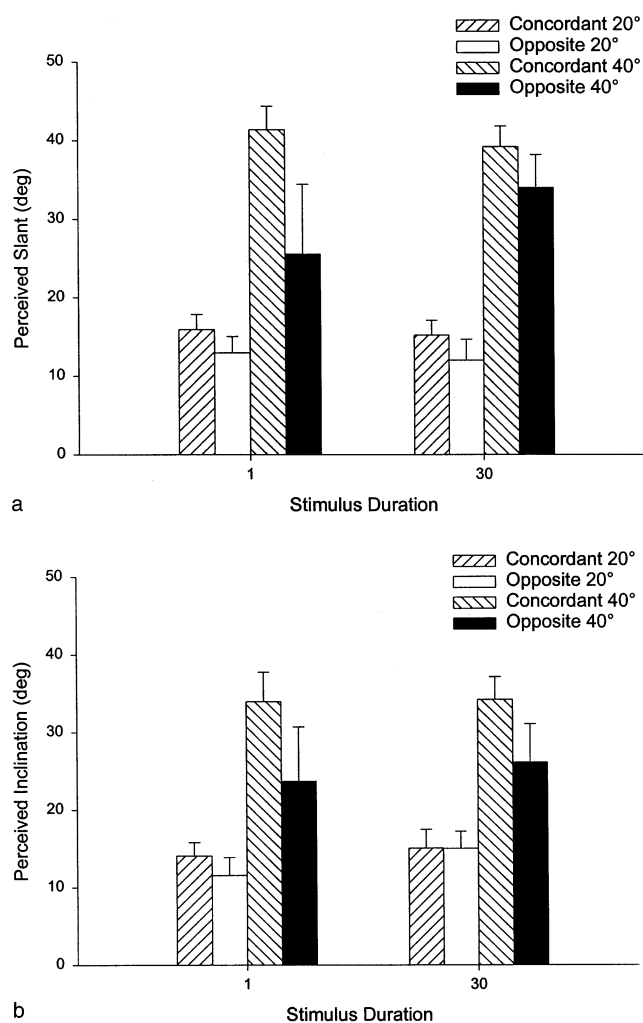 Concordant 20°
Opposite 20°
Concordant 40°
Opposite 40°
50
40
30
20
10
0
Perceived Slant (deg)
1
30
Stimulus Duration
a
Concordant 20°
Opposite 20°
Concordant 40°
Opposite 40°
50
40
30
20
10
0
Perceived Inclination (deg)
1
30
Stimulus Duration
b